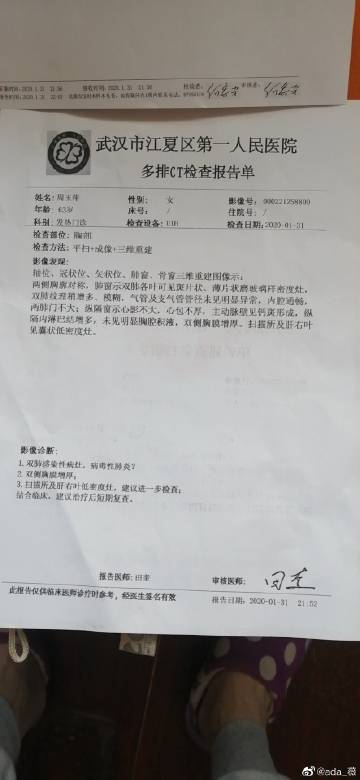 武汉市江夏区第一人民医院
多排CT检查报告单
姓名: 周玉萍 性别: 女 影像号: 000221258800
年龄: 63岁 床号: / 住院号: /
科别: 发热门诊 检查设备: 检查日期: 2020-01-31
检查部位: 胸部
检查方法: 平扫+成像+三维重建
影像表现:
轴位、冠状位、矢状位、肺窗、骨窗三维重建图像示:
两侧胸廓对称，肺窗示双肺各叶可见斑片状、薄片状磨玻璃样密度灶，
双肺纹理稍增多、模糊，气管及支气管管径未见明显异常，内腔通畅，
两肺门不大；纵隔窗示心影不大，心包不厚，主动脉壁见钙斑形成，纵
隔内淋巴结增多，未见明显胸腔积液，双侧胸膜增厚。扫描所及肝右叶
见囊状低密度灶。
影像诊断:
1. 双肺感染性病灶，病毒性肺炎？
2. 双侧胸膜增厚；
3. 扫描所及肝右叶低密度灶，建议进一步检查；
结合临床，建议治疗后短期复查。
报告医师: 田奎 审核医师:
此报告仅供临床医师诊疗时参考，经医生签名有效 报告日期: 2020-01-31 21:52
@ada_薇